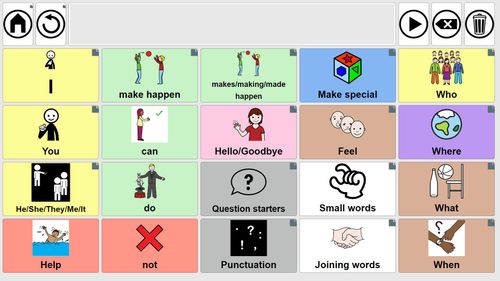 I
make happen
makes/making/made
happen
Make special
Who
You
can
Hello/Goodbye
Feel
Where
He/She/They/Me/It
do
Question starters
Small words
What
Help
not
Punctuation
Joining words
When